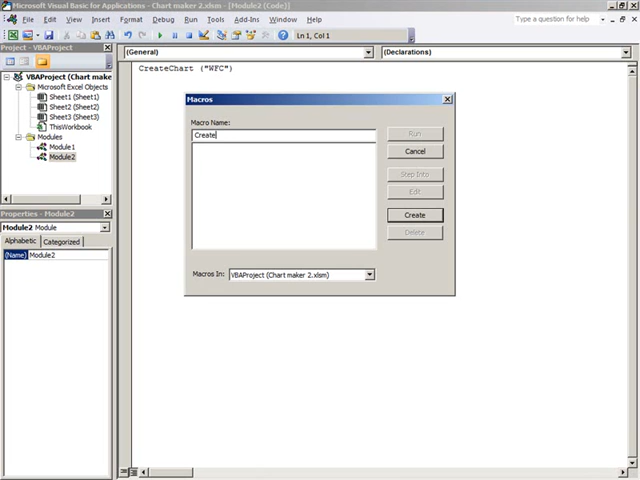 Microsoft Visual Basic for Applications - Chart maker 2.xlsm - [Module2 (Code)]
File Edit View Insert Format Debug Run Tools Add-Ins Window Help
Type a question for help
Ln 1, Col 1
Project - VBAProject
(General)
(Declarations)
VBAProject (Chart make
Microsoft Excel Objects
Sheet1 (Sheet1)
Sheet2 (Sheet2)
Sheet3 (Sheet3)
ThisWorkbook
Modules
Module1
Module2
CreateChart ("WFC")
Macros
Macro Name:
Create
Run
Cancel
Step Into
Edit
Create
Delete
Macros In:
VBAProject (Chart maker 2.xlsm)
Properties - Module2
Module2 Module
Alphabetic Categorized
(Name) Module2